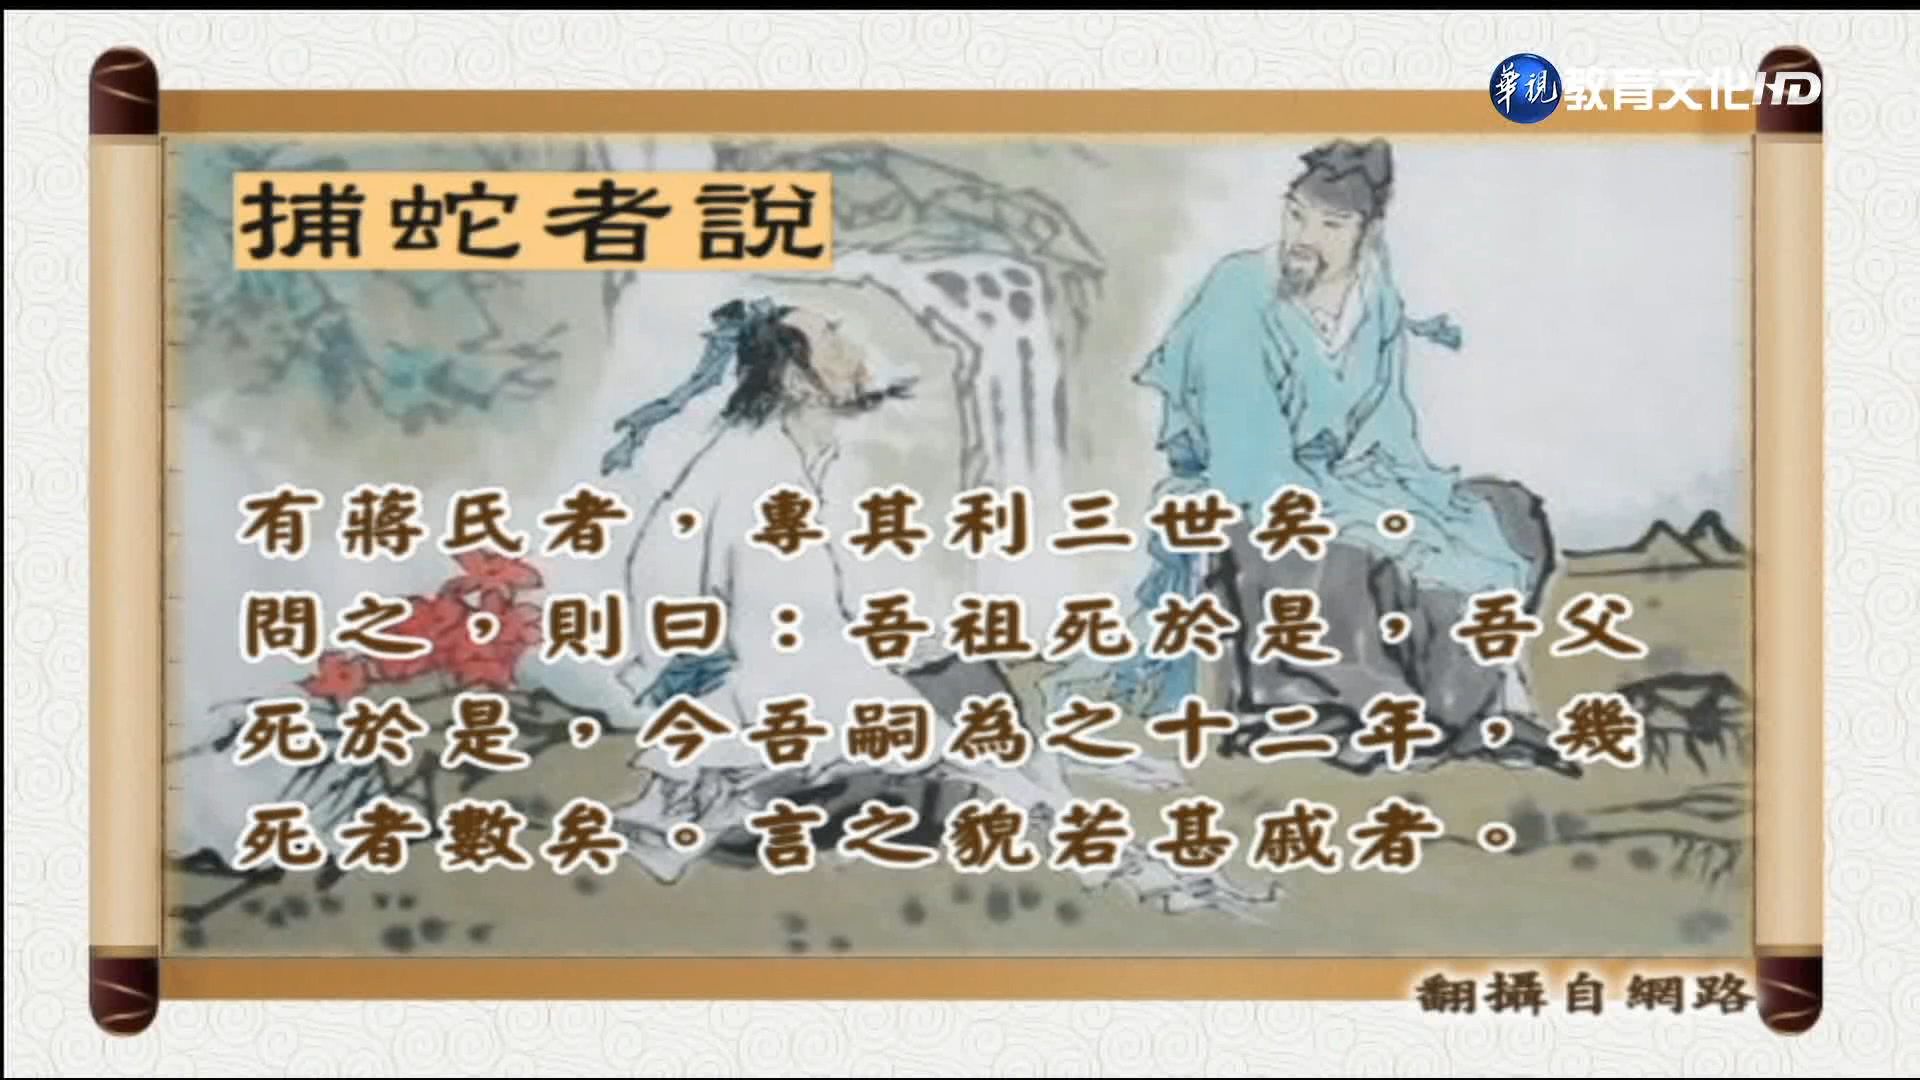 華視 教育文化HD
捕蛇者說
有蔣氏者，專其利三世矣。
問之，則曰：吾祖死於是，吾父
死於是，今吾嗣為之十二年，幾
死者數矣。言之貌若甚戚者。
翻攝自網路